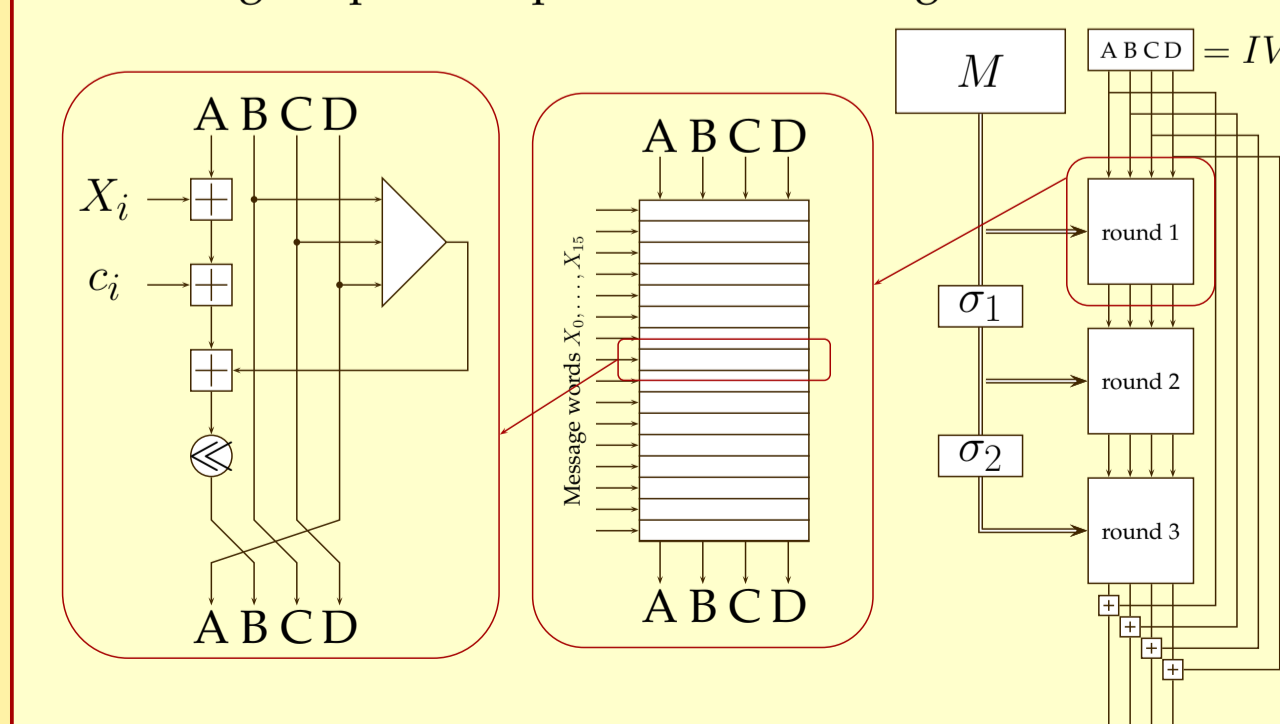 A B C D
X_i
c_i
≪
A B C D
A B C D
Message words X_0, . . . , X_15
A B C D
M
A B C D = IV
σ_1
σ_2
round 1
round 2
round 3
+
+
+
+